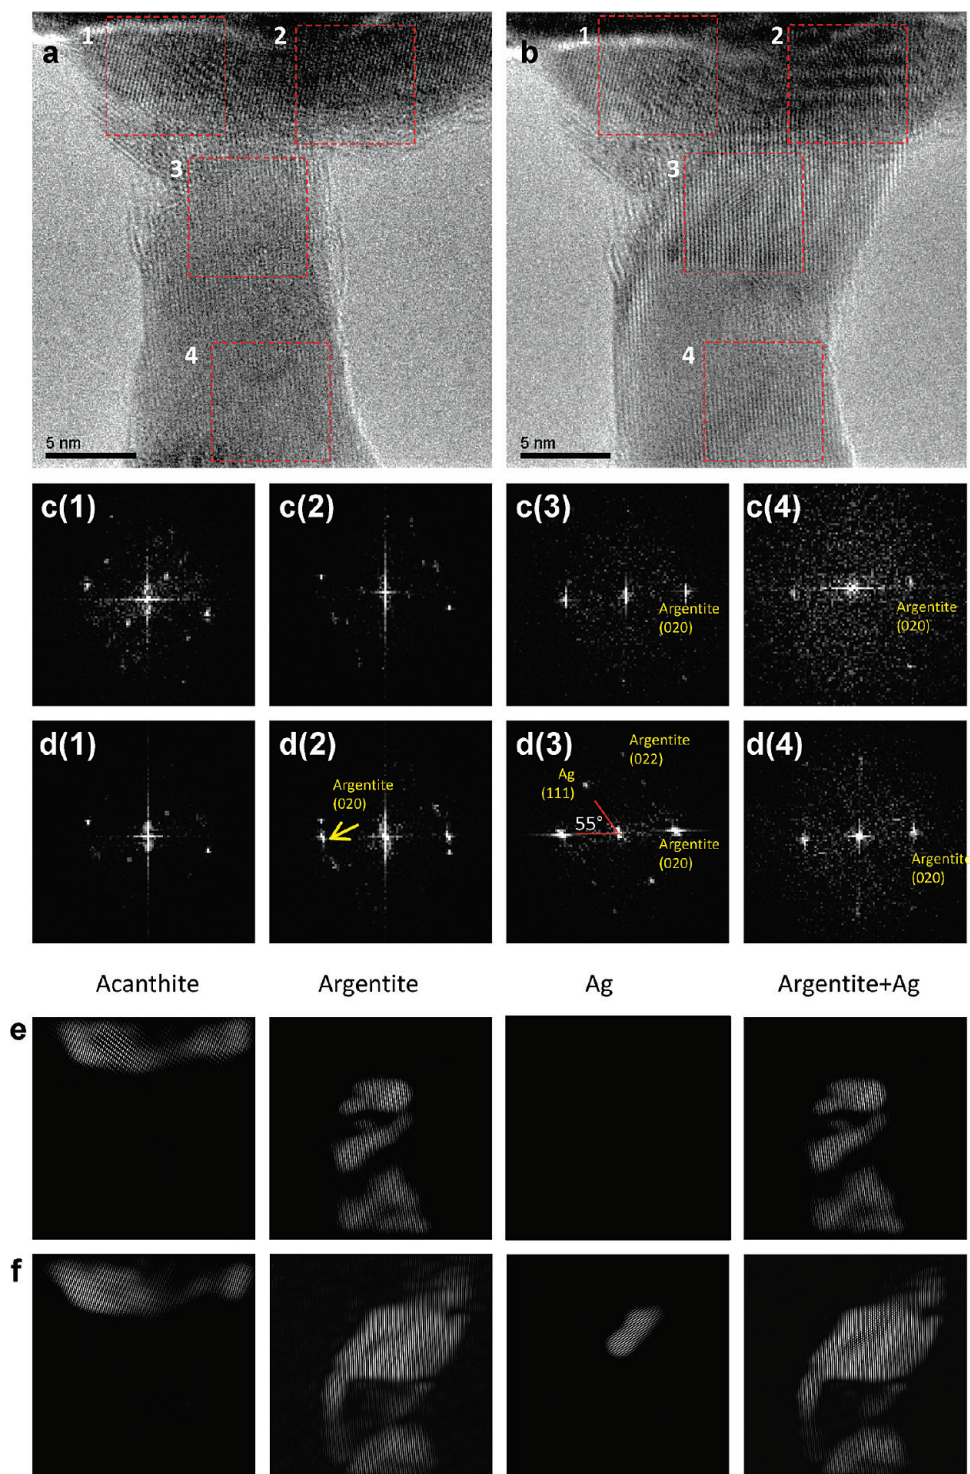 a
1
2
3
4
5 nm
b
1
2
3
4
5 nm
c(1)
c(2)
c(3)
Argentite
(020)
c(4)
Argentite
(020)
d(1)
d(2)
Argentite
(020)
d(3)
Argentite
(022)
Ag
(111)
55°
Argentite
(020)
d(4)
Argentite
(020)
Acanthite
Argentite
Ag
Argentite+Ag
e
f